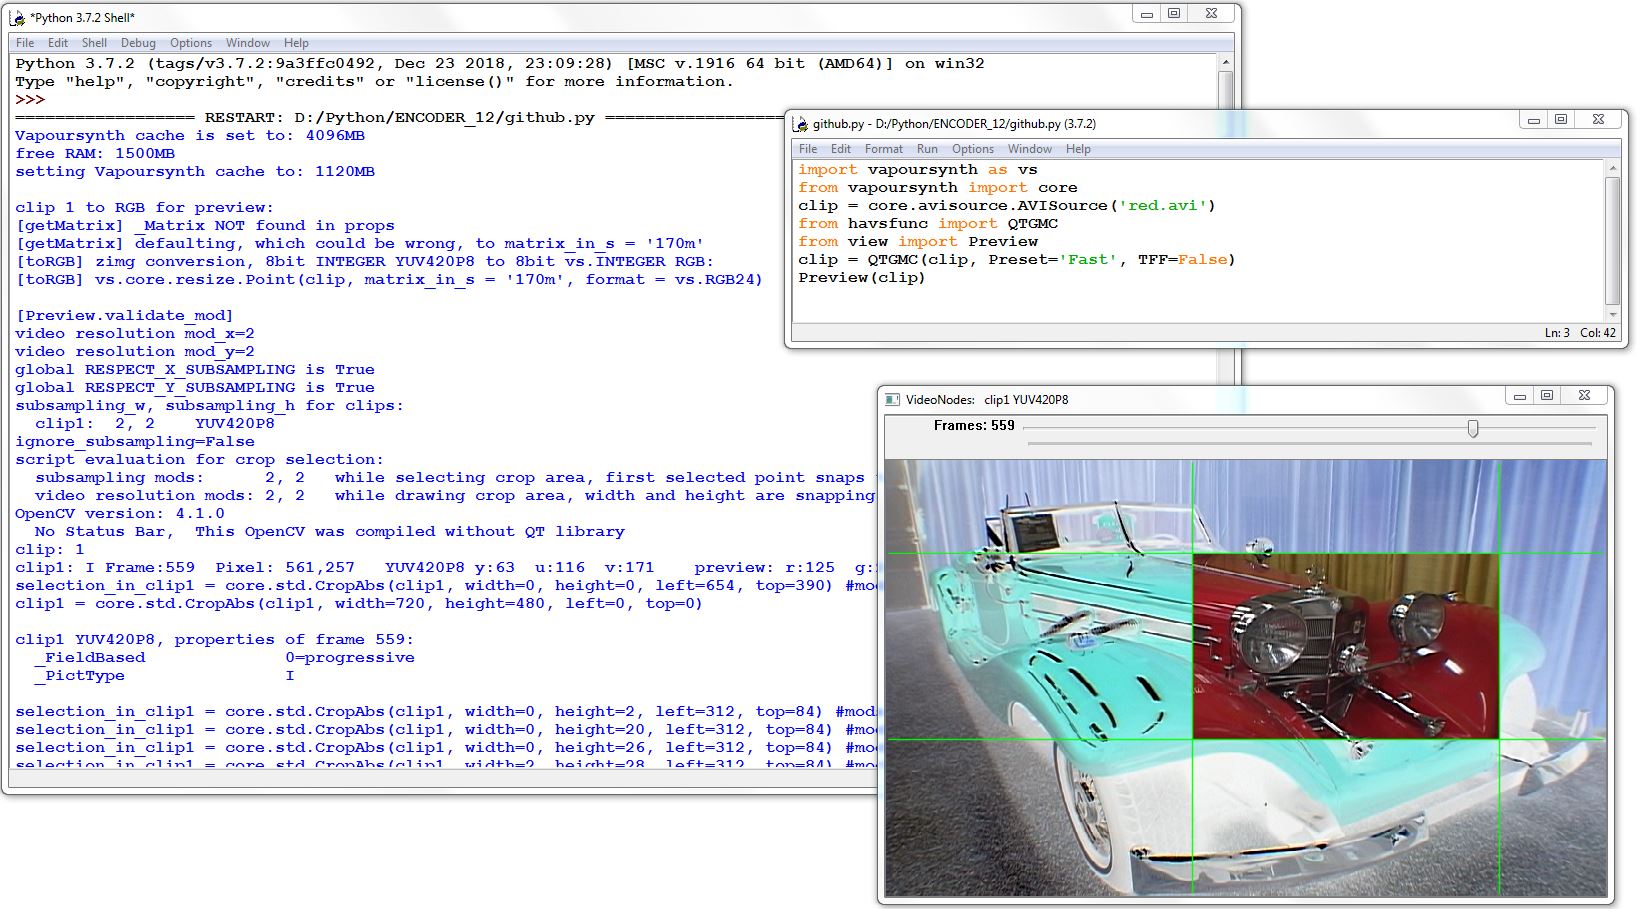 *Python 3.7.2 Shell*
File Edit Shell Debug Options Window Help
Python 3.7.2 (tags/v3.7.2:9a3ffc0492, Dec 23 2018, 23:09:28) [MSC v.1916 64 bit (AMD64)] on win32
Type "help", "copyright", "credits" or "license()" for more information.
>>>
================== RESTART: D:/Python/ENCODER_12/github.py ==================
Vapoursynth cache is set to: 4096MB
free RAM: 1500MB
setting Vapoursynth cache to: 1120MB
clip 1 to RGB for preview:
[getMatrix] _Matrix NOT found in props
[getMatrix] defaulting, which could be wrong, to matrix_in_s = '170m'
[toRGB] zimg conversion, 8bit INTEGER YUV420P8 to 8bit vs.INTEGER RGB:
[toRGB] vs.core.resize.Point(clip, matrix_in_s = '170m', format = vs.RGB24)
[Preview.validate_mod]
video resolution mod_x=2
video resolution mod_y=2
global RESPECT_X_SUBSAMPLING is True
global RESPECT_Y_SUBSAMPLING is True
subsampling_w, subsampling_h for clips:
clip1: 2, 2 YUV420P8
ignore_subsampling=False
script evaluation for crop selection:
subsampling mods: 2, 2 while selecting crop area, first selected point snaps
video resolution mods: 2, 2 while drawing crop area, width and height are snapping
OpenCV version: 4.1.0
No Status Bar, This OpenCV was compiled without QT library
clip: 1
clip1: I Frame:559 Pixel: 561,257 YUV420P8 y:63 u:116 v:171 preview: r:125 g:
selection_in_clip1 = core.std.CropAbs(clip1, width=0, height=0, left=654, top=390) #mod
clip1 = core.std.CropAbs(clip1, width=720, height=480, left=0, top=0)
clip1 YUV420P8, properties of frame 559:
_FieldBased 0=progressive
_PictType I
selection_in_clip1 = core.std.CropAbs(clip1, width=0, height=2, left=312, top=84) #mod
selection_in_clip1 = core.std.CropAbs(clip1, width=0, height=20, left=312, top=84) #mo
selection_in_clip1 = core.std.CropAbs(clip1, width=0, height=26, left=312, top=84) #mo
selection_in_clip1 = core.std.CropAbs(clip1, width=2, height=28, left=312, top=84) #mo
github.py - D:/Python/ENCODER_12/github.py (3.7.2)
File Edit Format Run Options Window Help
import vapoursynth as vs
from vapoursynth import core
clip = core.avisource.AVISource('red.avi')
from havsfunc import QTGMC
from view import Preview
clip = QTGMC(clip, Preset='Fast', TFF=False)
Preview(clip)
Ln: 3 Col: 42
VideoNodes: clip1 YUV420P8
Frames: 559